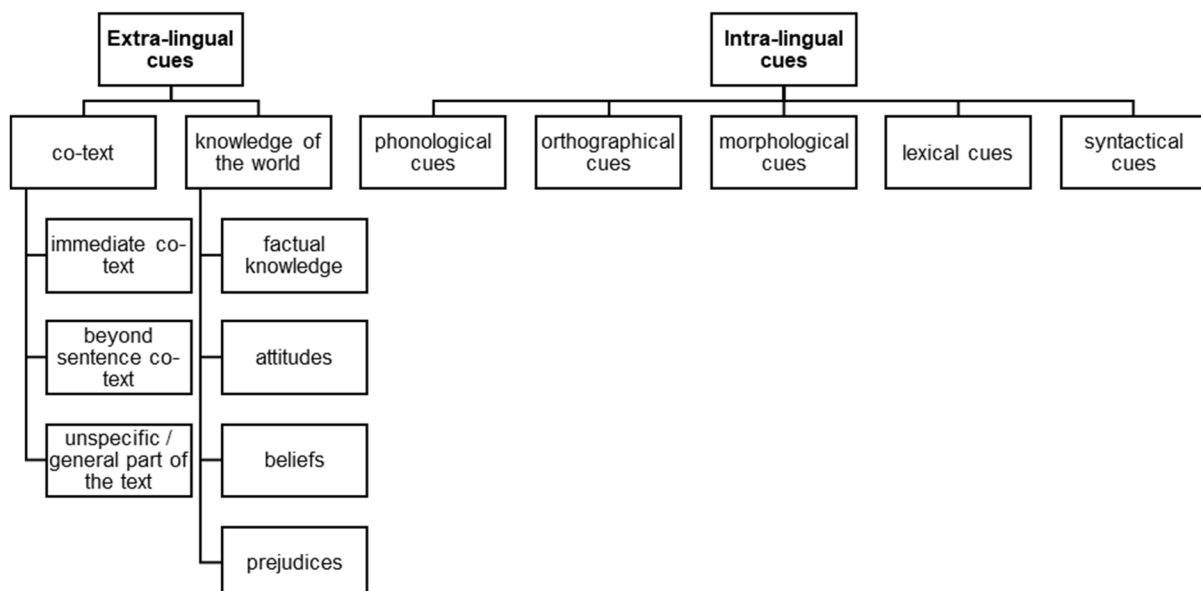 Extra-lingual
cues
co-text
knowledge of
the world
immediate co-
text
factual
knowledge
beyond
sentence co-
text
attitudes
unspecific /
general part of
the text
beliefs
prejudices
Intra-lingual
cues
phonological
cues
orthographical
cues
morphological
cues
lexical cues
syntactical
cues